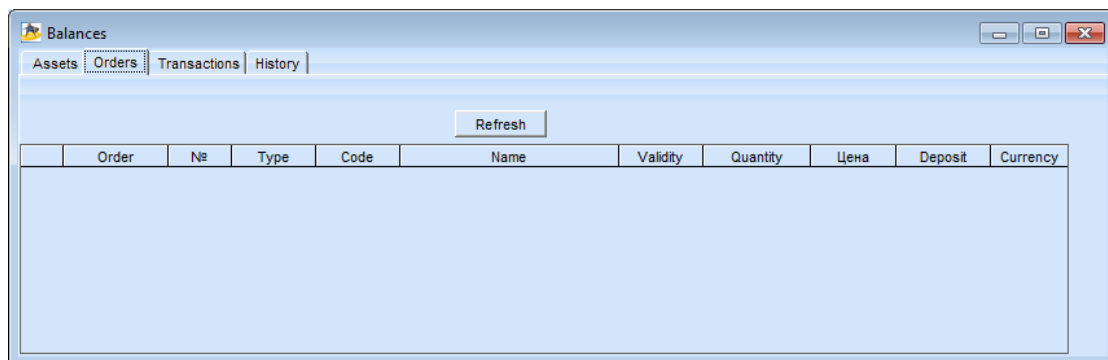 Balances
Assets Orders Transactions History
Refresh
Order № Type Code Name Validity Quantity Цена Deposit Currency